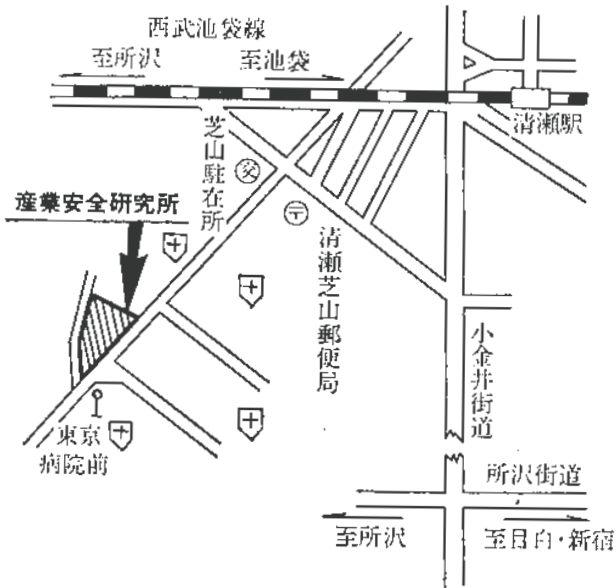 西武池袋線
至所沢
至池袋
清瀬駅
芝山駐在所
交
〒
産業安全研究所
清瀬芝山郵便局
小金井街道
東京
病院前
所沢街道
至所沢
至目白・新宿